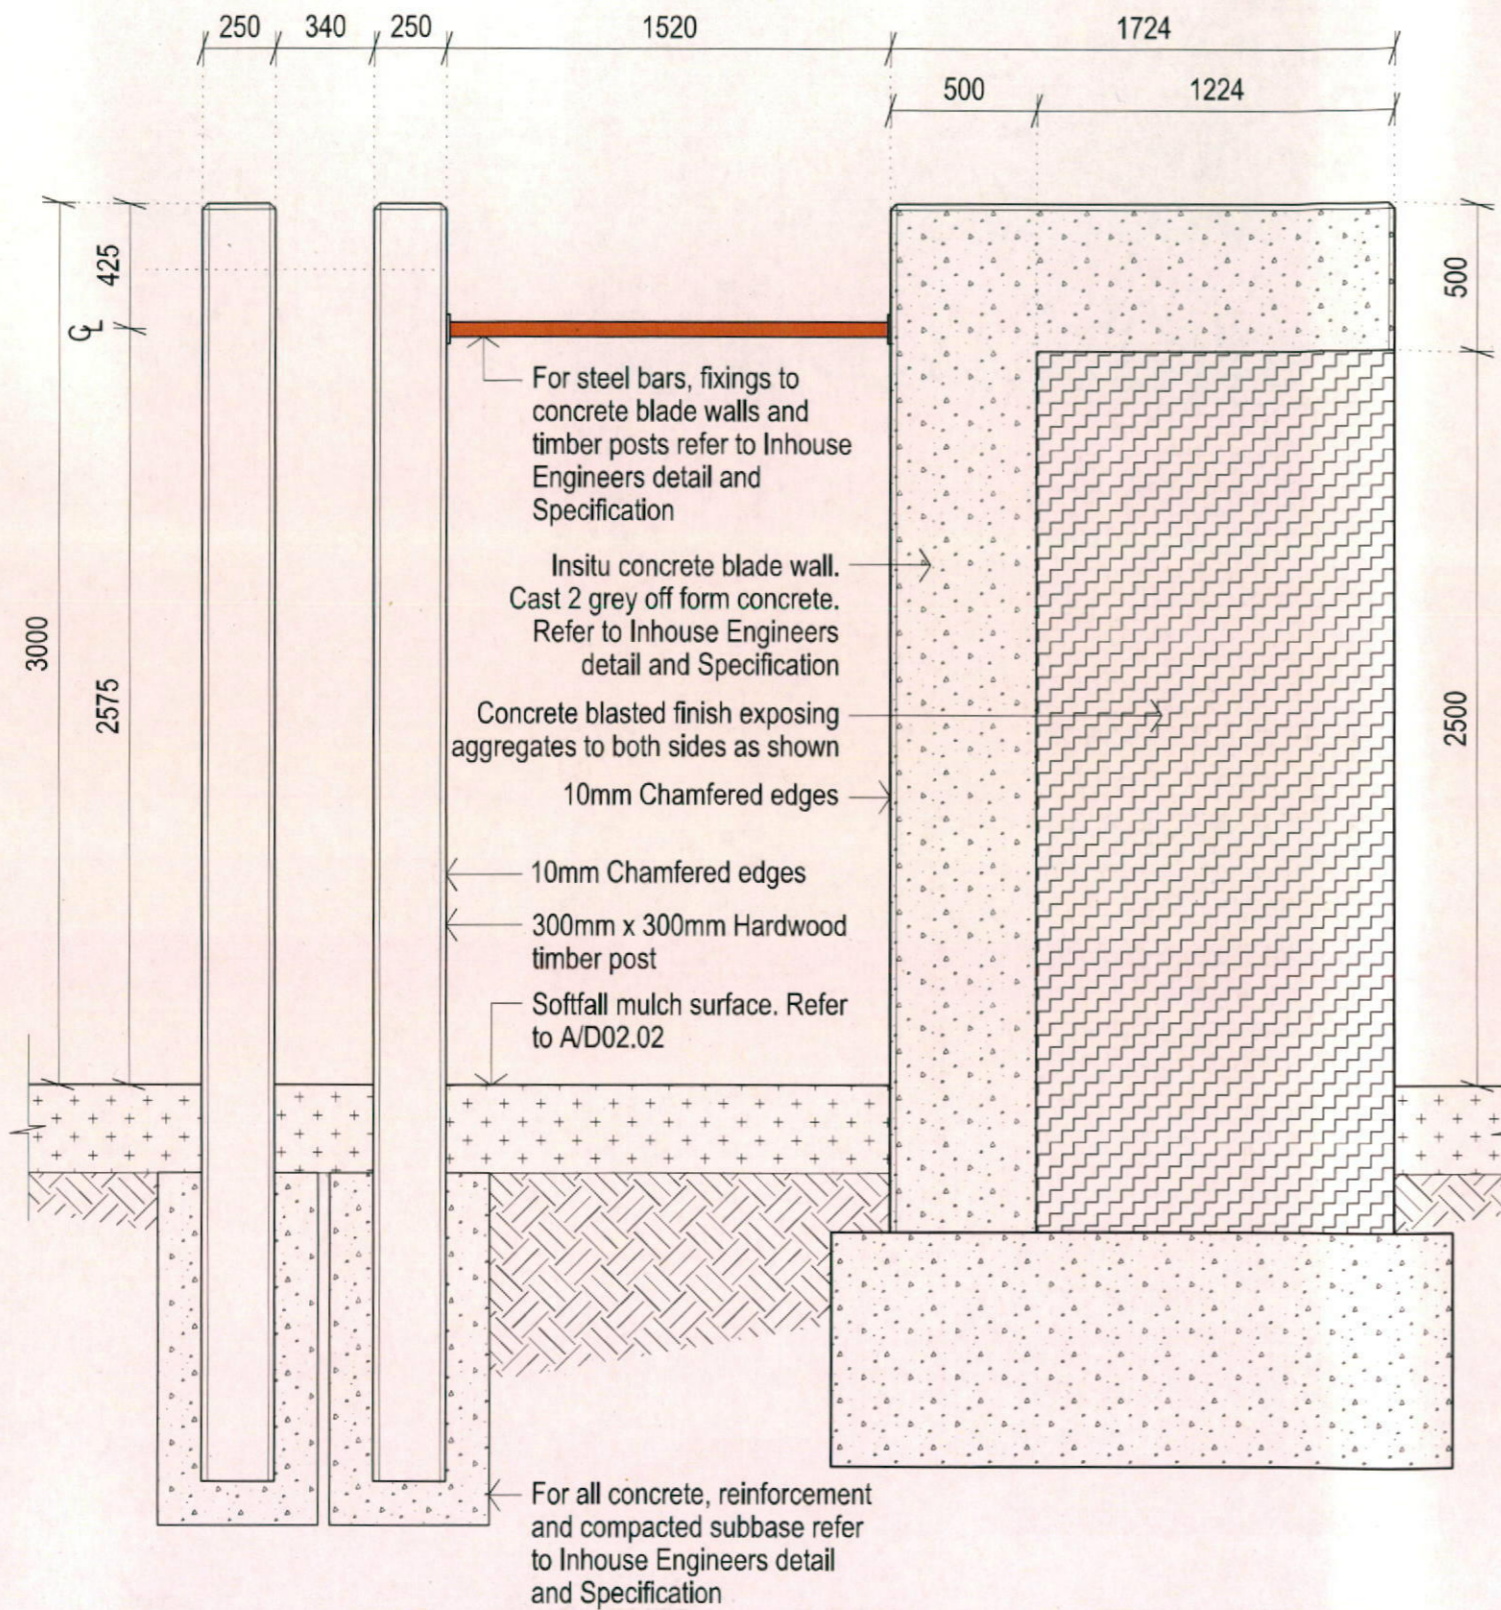 250
340
250
1520
1724
500
1224
425
℄
500
3000
2575
2500
For steel bars, fixings to
concrete blade walls and
timber posts refer to Inhouse
Engineers detail and
Specification
Insitu concrete blade wall.
Cast 2 grey off form concrete.
Refer to Inhouse Engineers
detail and Specification
Concrete blasted finish exposing
aggregates to both sides as shown
10mm Chamfered edges
10mm Chamfered edges
300mm x 300mm Hardwood
timber post
Softfall mulch surface. Refer
to A/D02.02
For all concrete, reinforcement
and compacted subbase refer
to Inhouse Engineers detail
and Specification